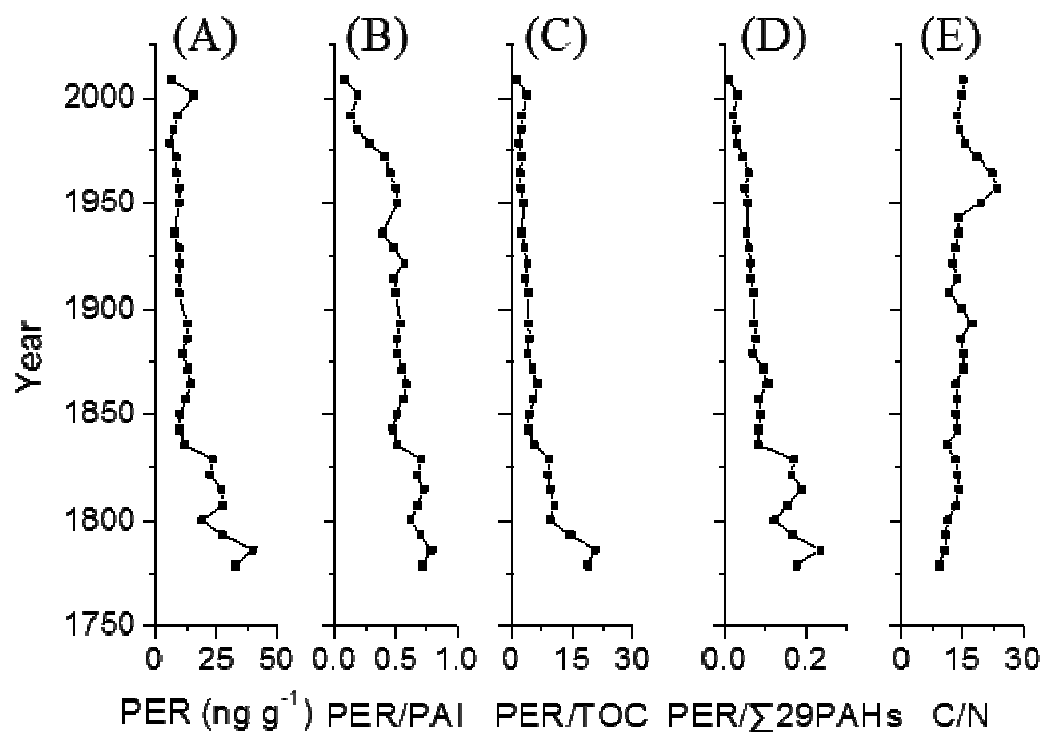 (A) (B) (C) (D) (E)
2000
1950
1900
1850
1800
1750
Year
0 25 50 0.0 0.5 1.0 0 15 30 0.0 0.2 0 15 30
PER (ng g⁻¹) PER/PAI PER/TOC PER/∑29PAHs C/N